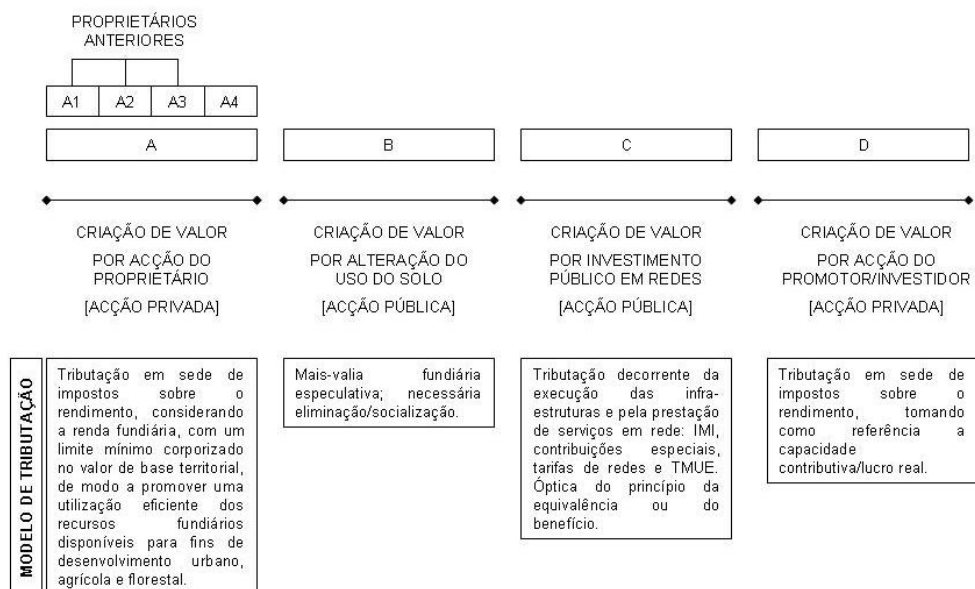 PROPRIETÁRIOS
ANTERIORES
A1 A2 A3 A4
A B C D
CRIAÇÃO DE VALOR
POR ACÇÃO DO
PROPRIETÁRIO
[ACÇÃO PRIVADA]
CRIAÇÃO DE VALOR
POR ALTERAÇÃO DO
USO DO SOLO
[ACÇÃO PÚBLICA]
CRIAÇÃO DE VALOR
POR INVESTIMENTO
PÚBLICO EM REDES
[ACÇÃO PÚBLICA]
CRIAÇÃO DE VALOR
POR ACÇÃO DO
PROMOTOR/INVESTIDOR
[ACÇÃO PRIVADA]
MODELO DE TRIBUTAÇÃO
Tributação em sede de
impostos sobre o
rendimento, considerando
a renda fundiária, com um
limite mínimo corporizado
no valor de base territorial,
de modo a promover uma
utilização eficiente dos
recursos fundiários
disponíveis para fins de
desenvolvimento urbano,
agrícola e florestal.
Mais-valia fundiária
especulativa; necessária
eliminação/socialização.
Tributação decorrente da
execução das infra-
estruturas e pela prestação
de serviços em rede: IMI,
contribuições especiais,
tarifas de redes e TMUE.
Óptica do princípio da
equivalência ou do
benefício.
Tributação em sede de
impostos sobre o
rendimento, tomando
como referência a
capacidade
contributiva/lucro real.